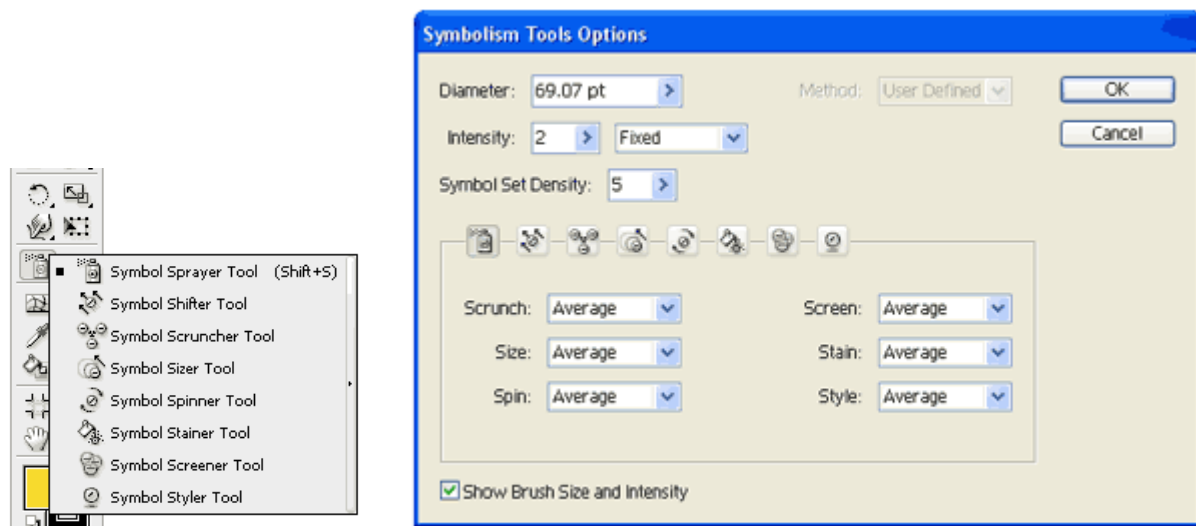 Symbol Sprayer Tool (Shift+S)
Symbol Shifter Tool
Symbol Scruncher Tool
Symbol Sizer Tool
Symbol Spinner Tool
Symbol Stainer Tool
Symbol Screener Tool
Symbol Styler Tool
Symbolism Tools Options
Diameter: 69.07 pt Method: User Defined OK
Intensity: 2 Fixed Cancel
Symbol Set Density: 5
Scrunch: Average Screen: Average
Size: Average Stain: Average
Spin: Average Style: Average
Show Brush Size and Intensity